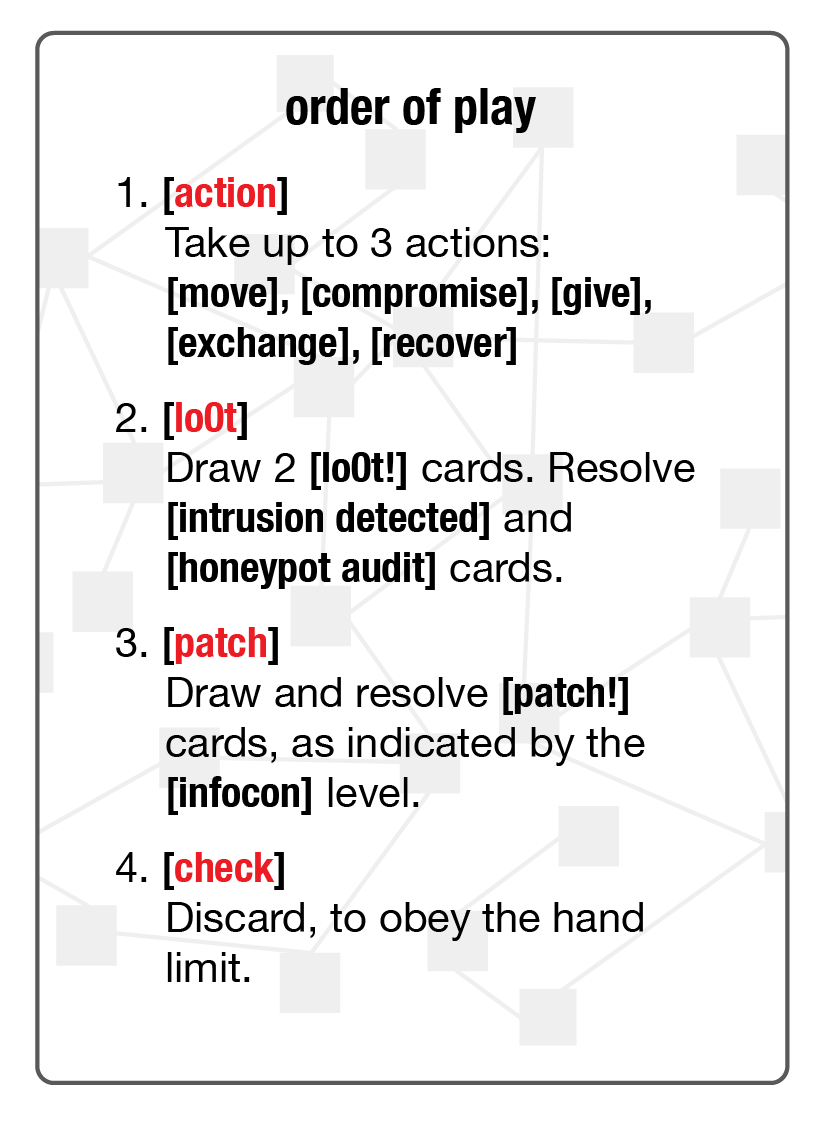 order of play
1. [action]
Take up to 3 actions:
[move], [compromise], [give],
[exchange], [recover]
2. [lo0t]
Draw 2 [lo0t!] cards. Resolve
[intrusion detected] and
[honeypot audit] cards.
3. [patch]
Draw and resolve [patch!]
cards, as indicated by the
[infocon] level.
4. [check]
Discard, to obey the hand
limit.